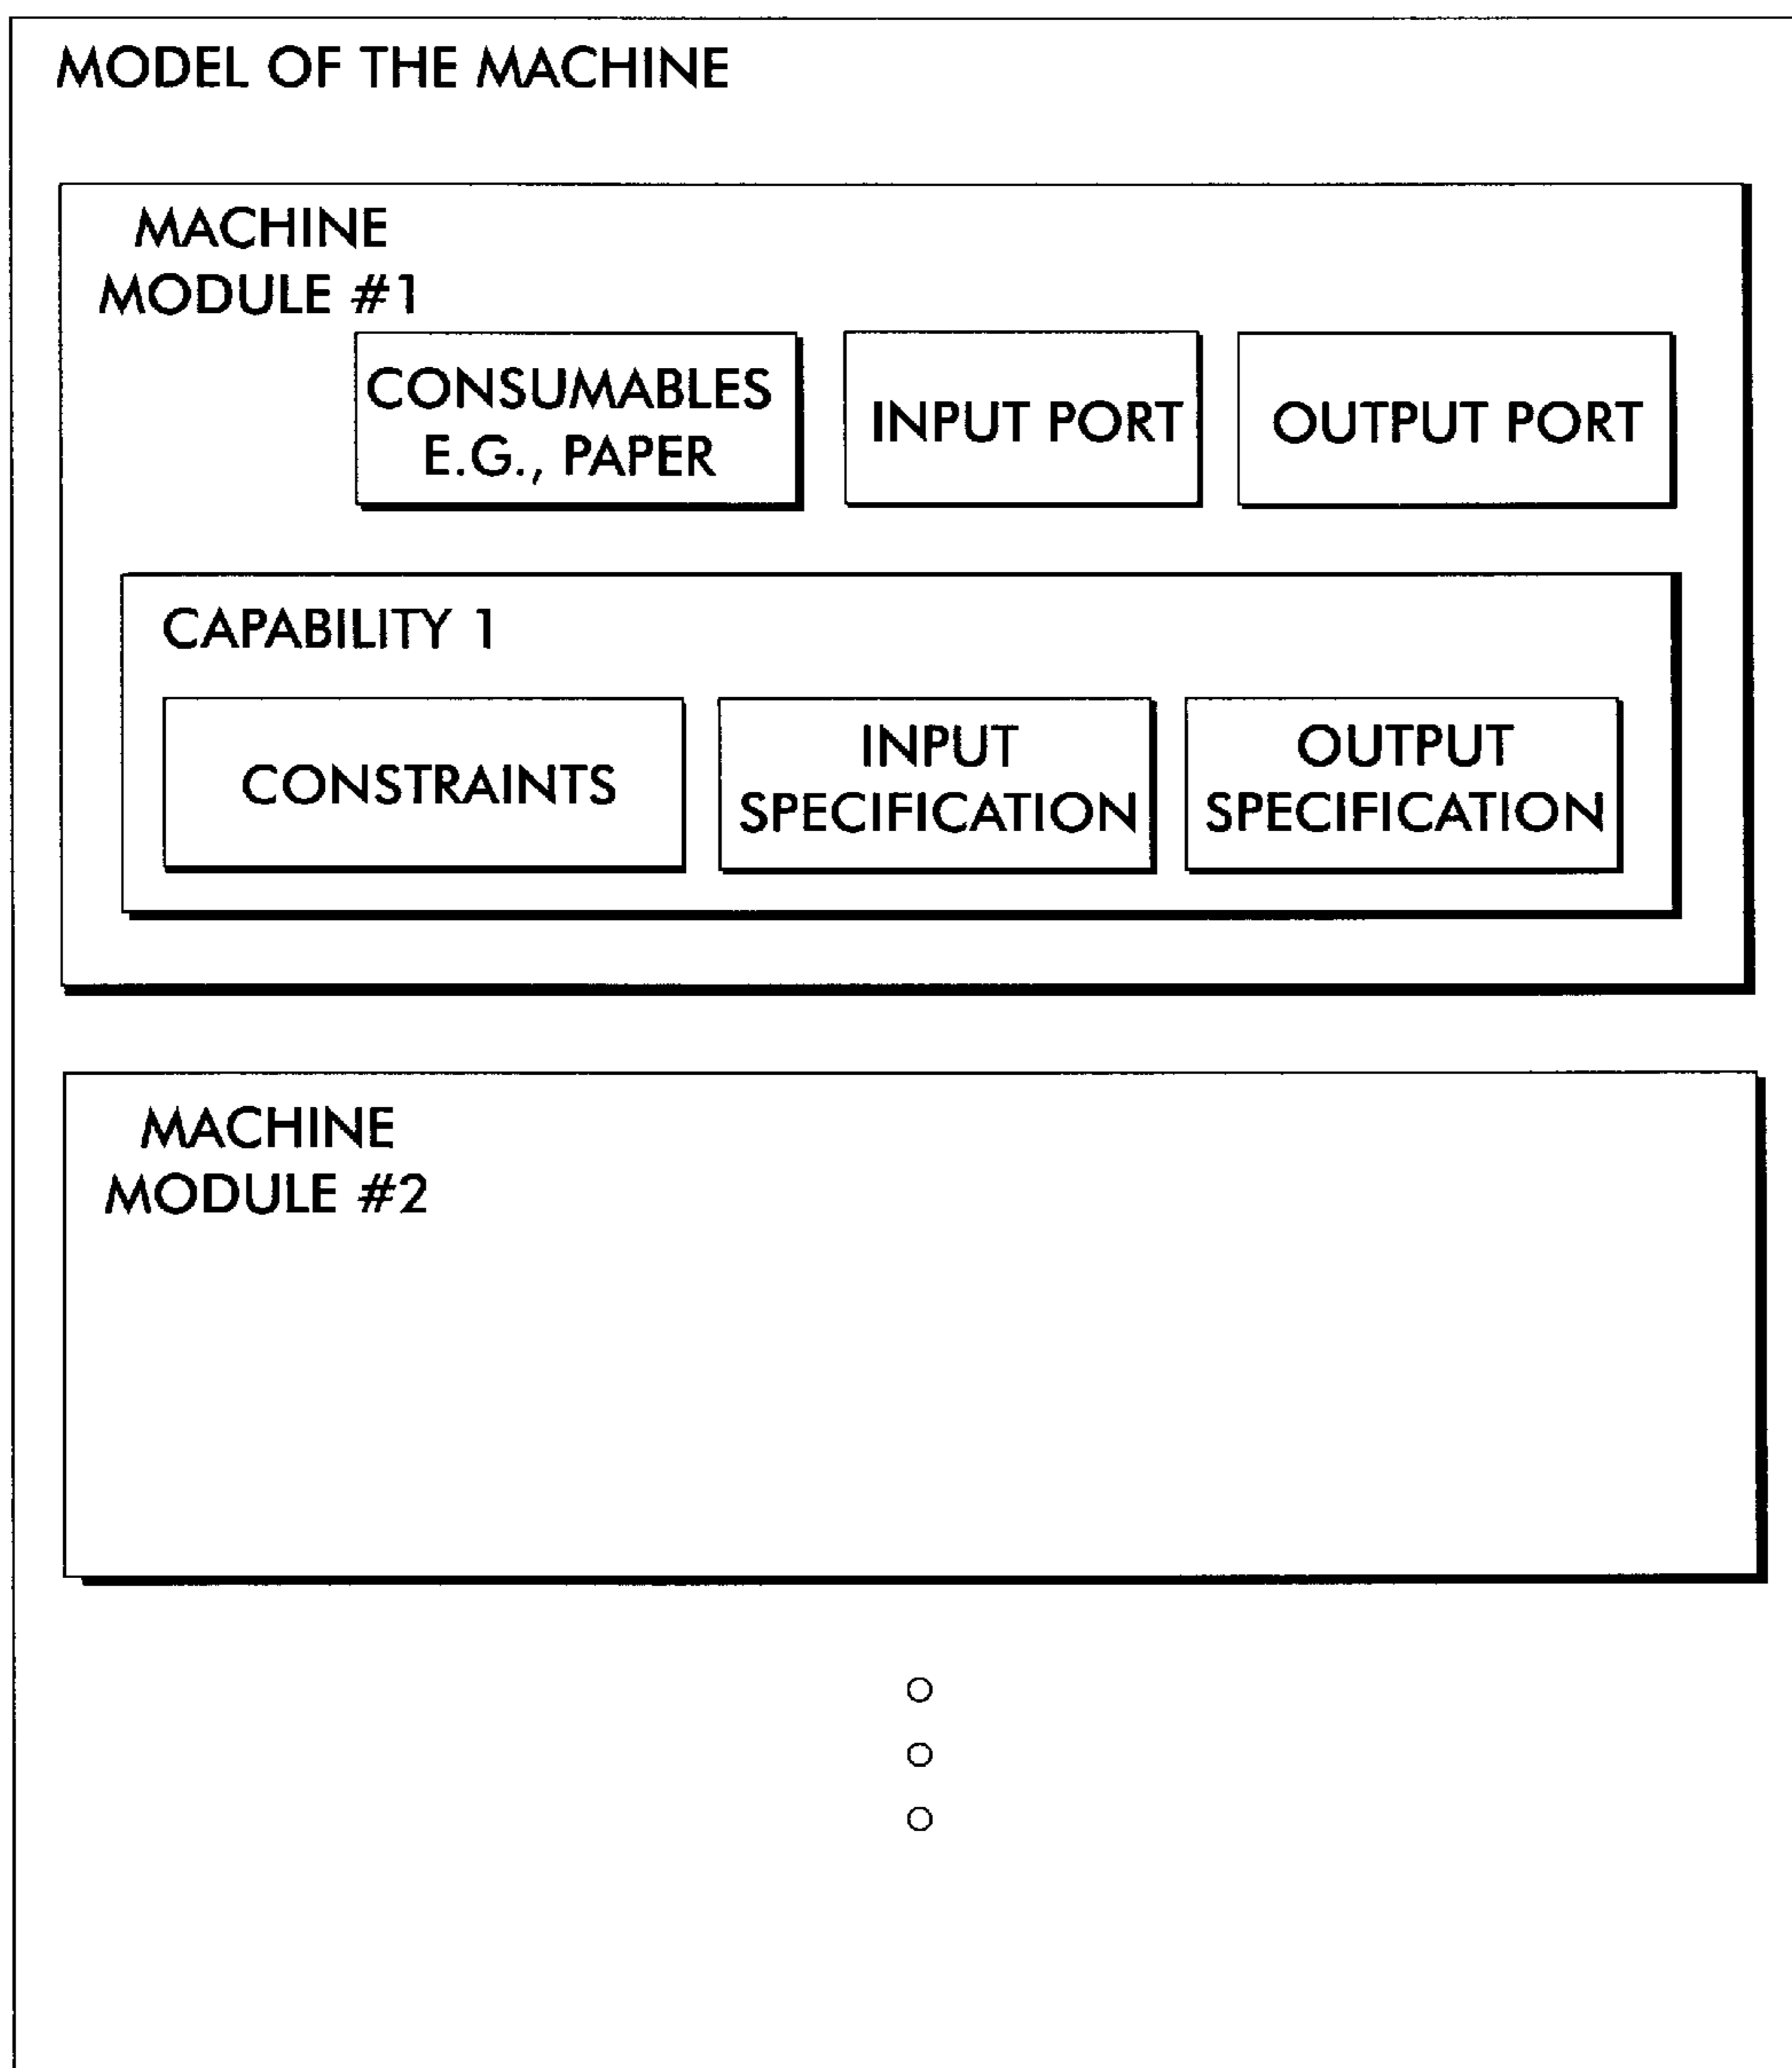 MODEL OF THE MACHINE
MACHINE
MODULE #1
CONSUMABLES
E.G., PAPER
INPUT PORT
OUTPUT PORT
CAPABILITY 1
CONSTRAINTS
INPUT
SPECIFICATION
OUTPUT
SPECIFICATION
MACHINE
MODULE #2